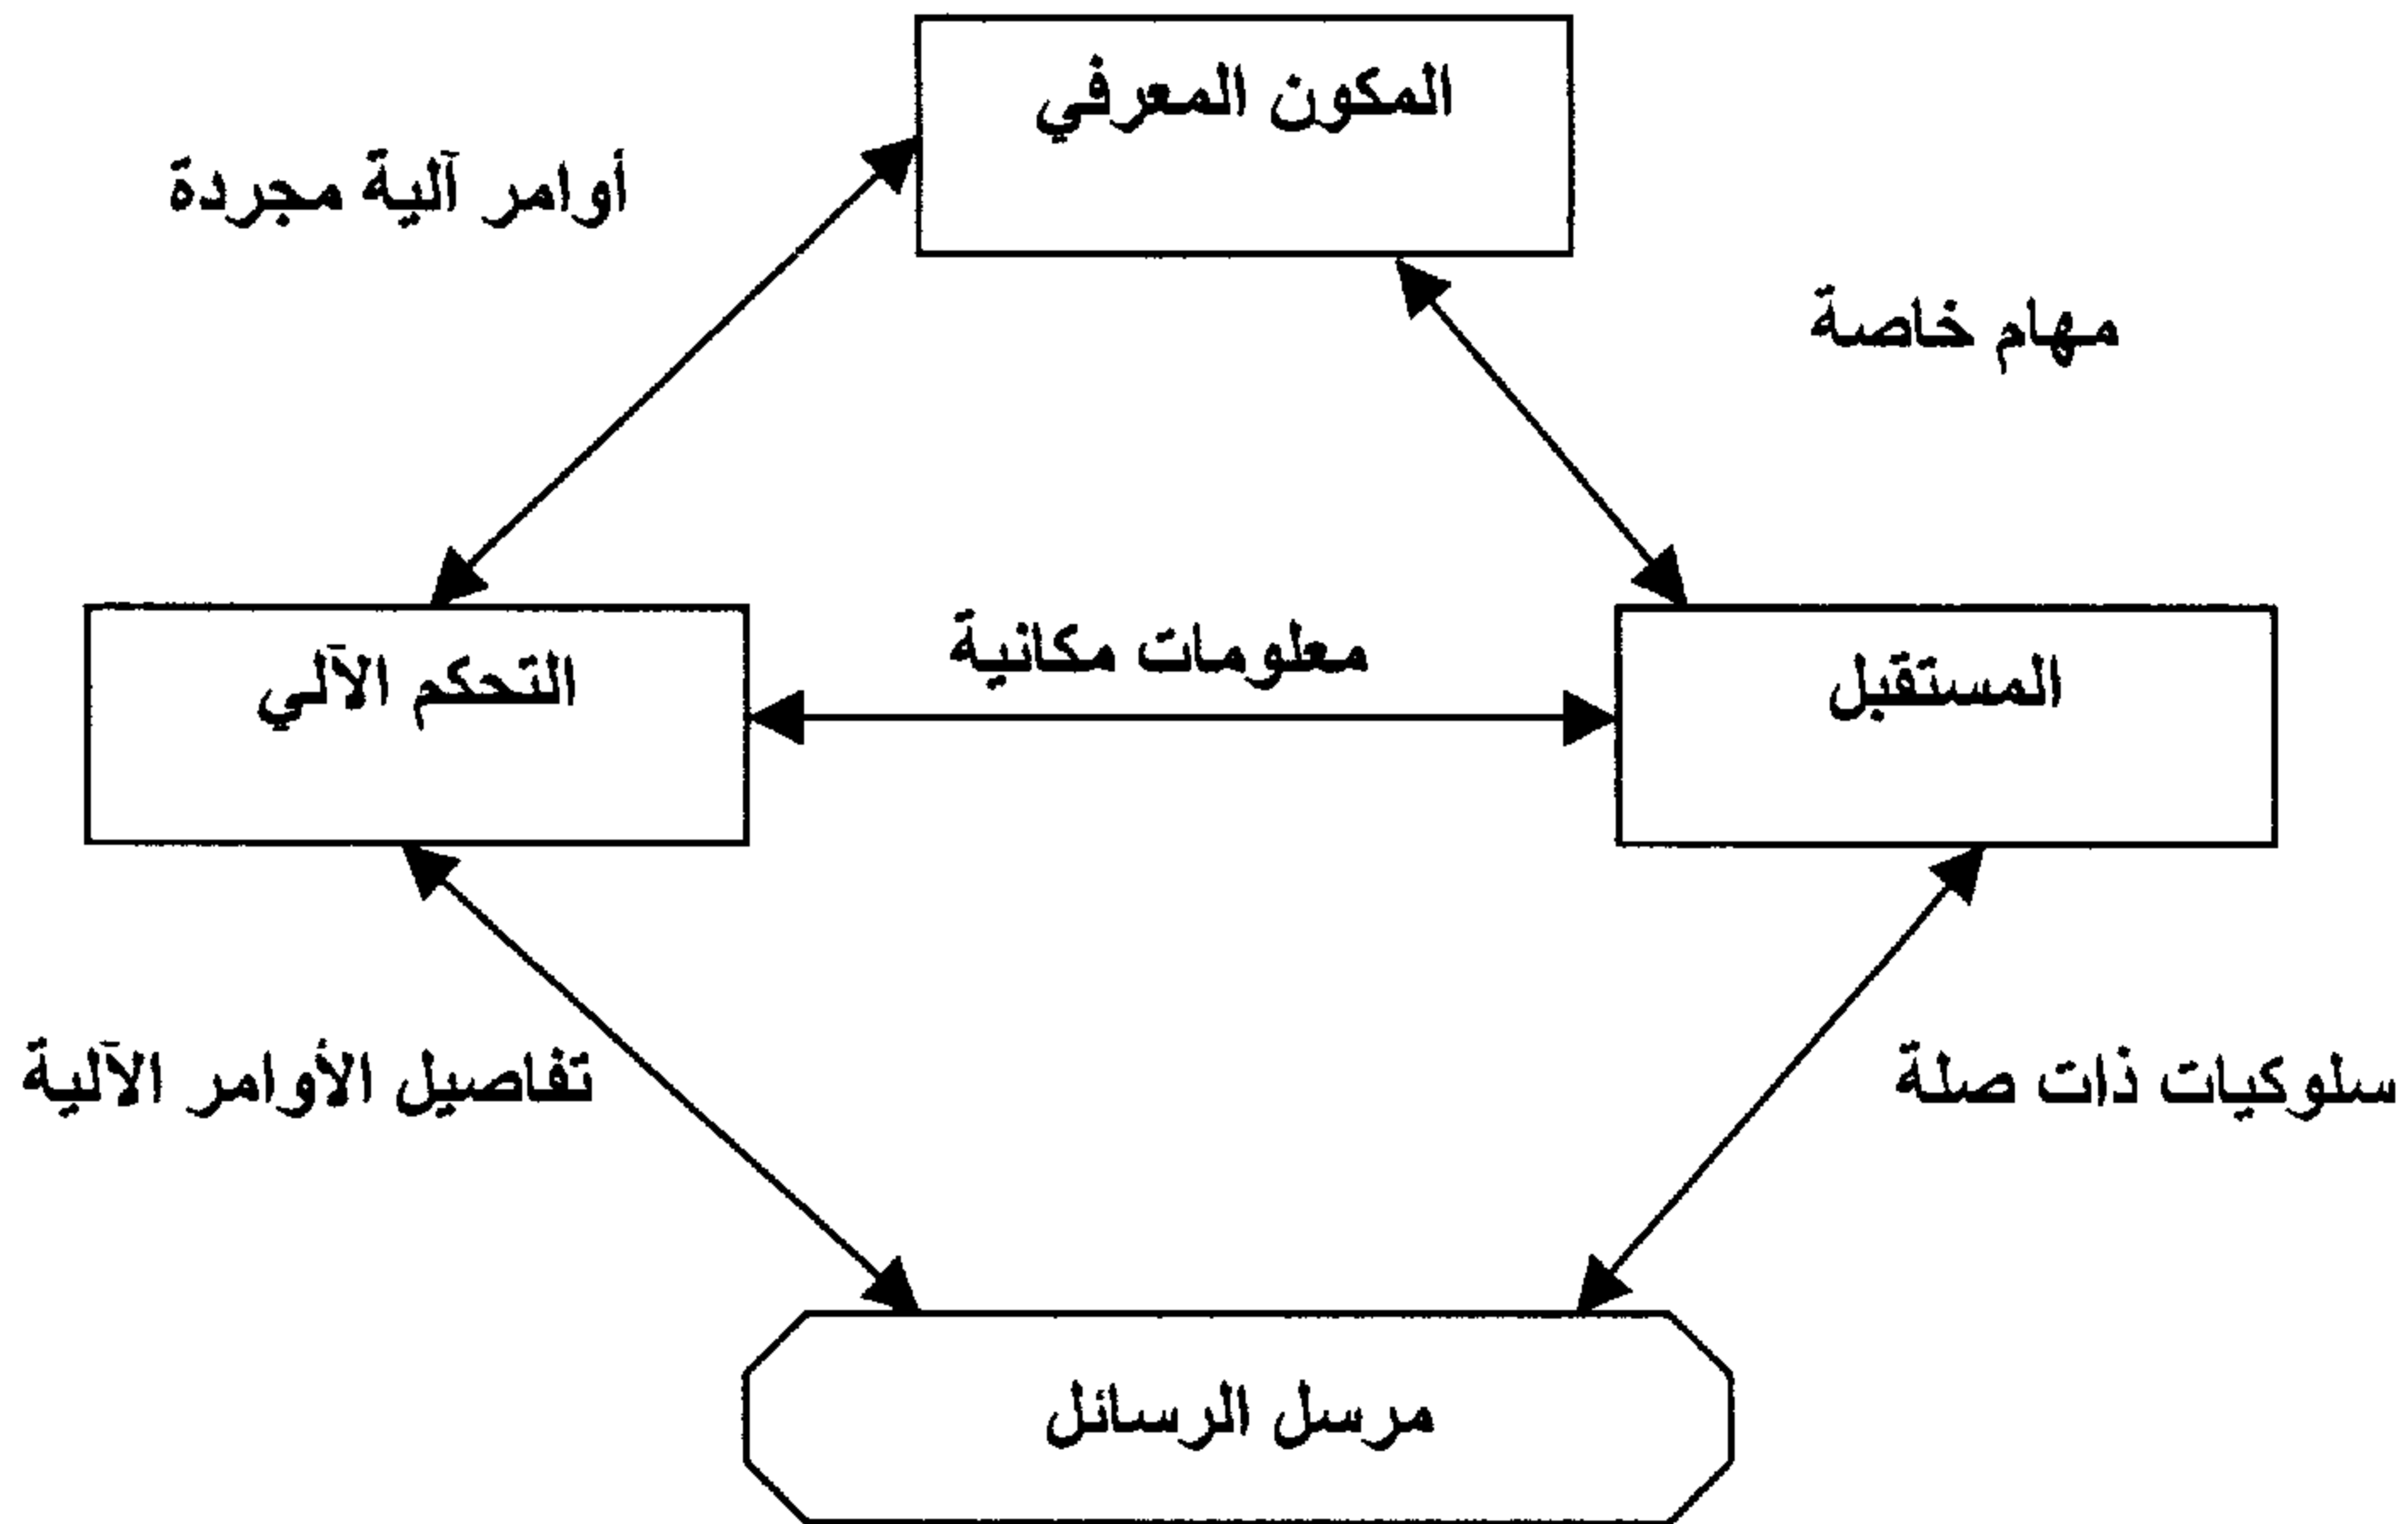 المكون المعرفي
أوامر آلية مجردة
مهام خاصة
معلومات مكانية
المستقبل
التحكم الآلي
سلوكيات ذات صلة
تفاصيل الأوامر الآلية
مرسل الرسائل